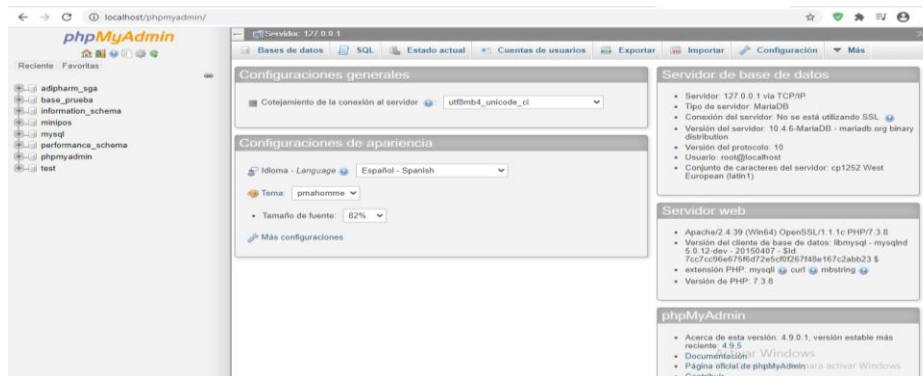 localhost/phpmyadmin/
phpMyAdmin
Reciente Favoritas
adipharm_sga
base_prueba
information_schema
minipos
mysql
performance_schema
phpmyadmin
test
Servidor: 127.0.0.1
Bases de datos SQL Estado actual Cuentas de usuarios Exportar Importar Configuración Más
Configuraciones generales
Cotejamiento de la conexión al servidor : utf8mb4_unicode_ci
Configuraciones de apariencia
Idioma - Language Español - Spanish
Tema: pmahomme
Tamaño de fuente: 82%
Más configuraciones
Servidor de base de datos
Servidor: 127.0.0.1 via TCP/IP
Tipo de servidor: MariaDB
Conexión del servidor: No se está utilizando SSL
Versión del servidor: 10.4.6-MariaDB - mariadb.org binary
distribution
Versión del protocolo: 10
Usuario: root@localhost
Conjunto de caracteres del servidor: cp1252 West
European (latin1)
Servidor web
Apache/2.4.39 (Win64) OpenSSL/1.1.1c PHP/7.3.8
Versión del cliente de base de datos: libmysql - mysqlnd
5.0.12-dev - 20150407 - $Id:
7cc7cc96e675f6d72e5cf0f267f48e167c2abb23 $
extensión PHP: mysqli curl mbstring
Versión de PHP: 7.3.8
phpMyAdmin
Acerca de esta versión: 4.9.0.1, versión estable más
reciente: 4.9.5
Documentación
Página oficial de phpMyAdmin
Contribuir
Activar Windows
para activar Windows.